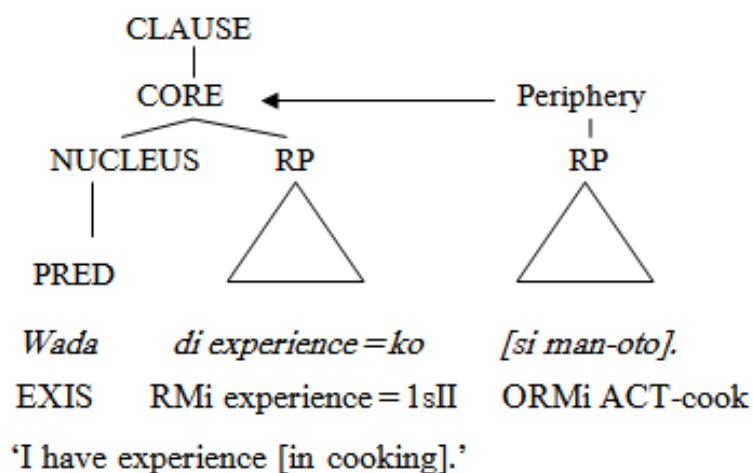 CLAUSE
CORE Periphery
NUCLEUS RP RP
PRED
Wada di experience=ko [si man-oto].
EXIS RMi experience=1sII ORMi ACT-cook
‘I have experience [in cooking].’